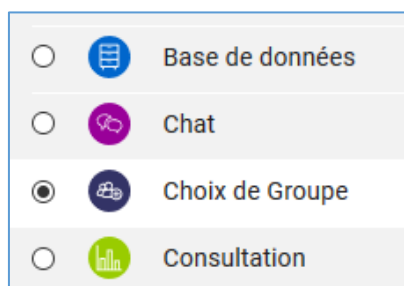 Base de données
Chat
Choix de Groupe
Consultation